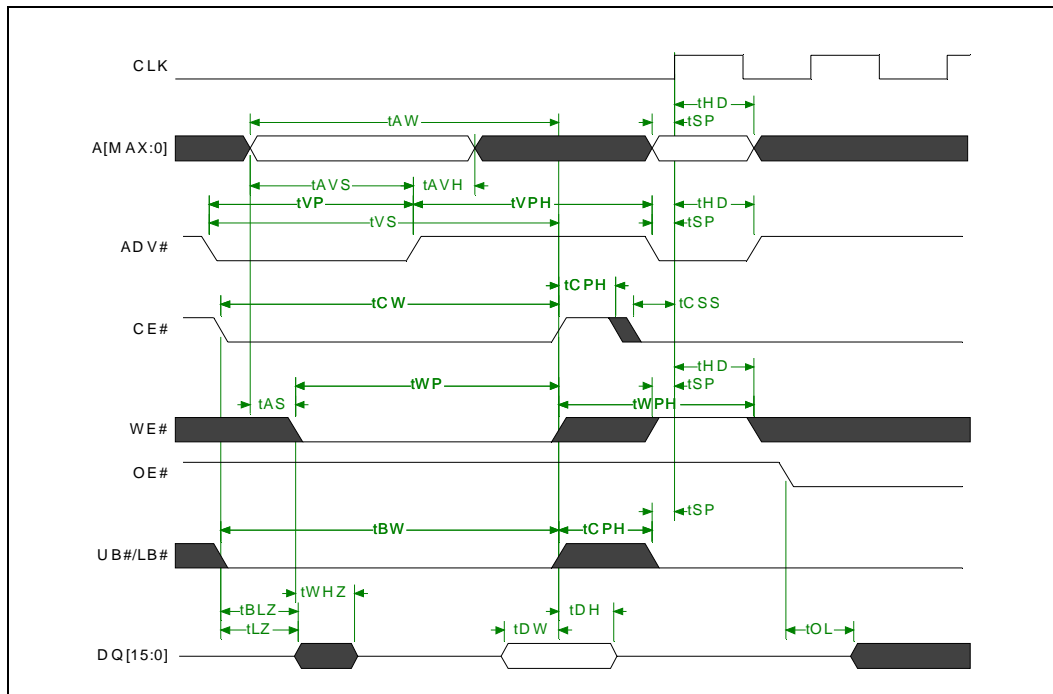 CLK
tHD
tAW
tSP
A[MAX:0]
tAVS
tAVH
tVP
tVPH
tHD
tVS
tSP
ADV#
tCPH
tCW
tCSS
CE#
tHD
tWP
tSP
tAS
tWPH
WE#
OE#
tSP
tBW
tCPH
UB#/LB#
tWHZ
tBLZ
tDH
tLZ
tDW
tOL
DQ[15:0]